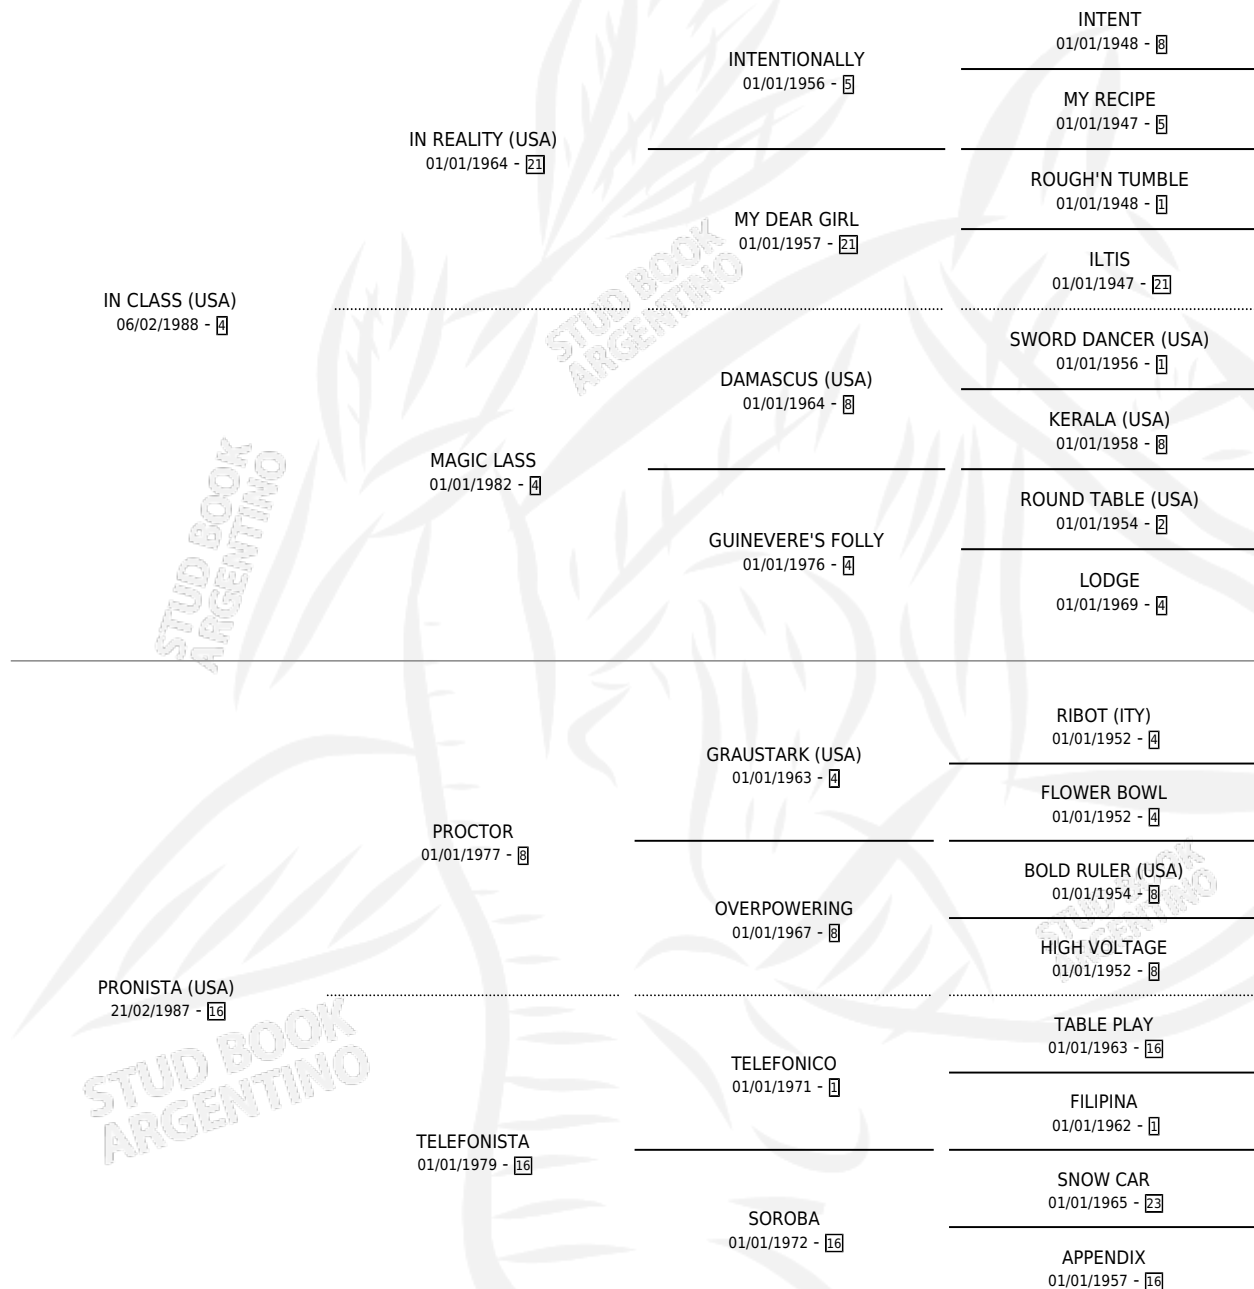 INTENT
01/01/1948 - 8
INTENTIONALLY
01/01/1956 - 5
MY RECIPE
01/01/1947 - 5
IN REALITY (USA)
01/01/1964 - 21
ROUGH'N TUMBLE
01/01/1948 - 1
MY DEAR GIRL
01/01/1957 - 21
ILTIS
01/01/1947 - 21
IN CLASS (USA)
06/02/1988 - 4
SWORD DANCER (USA)
01/01/1956 - 1
DAMASCUS (USA)
01/01/1964 - 8
KERALA (USA)
01/01/1958 - 8
MAGIC LASS
01/01/1982 - 4
ROUND TABLE (USA)
01/01/1954 - 2
GUINEVERE'S FOLLY
01/01/1976 - 4
LODGE
01/01/1969 - 4
RIBOT (ITY)
01/01/1952 - 4
GRAUSTARK (USA)
01/01/1963 - 4
FLOWER BOWL
01/01/1952 - 4
PROCTOR
01/01/1977 - 8
BOLD RULER (USA)
01/01/1954 - 8
OVERPOWERING
01/01/1967 - 8
HIGH VOLTAGE
01/01/1952 - 8
PRONISTA (USA)
21/02/1987 - 16
TABLE PLAY
01/01/1963 - 16
TELEFONICO
01/01/1971 - 1
FILIPINA
01/01/1962 - 1
TELEFONISTA
01/01/1979 - 16
SNOW CAR
01/01/1965 - 23
SOROBA
01/01/1972 - 16
APPENDIX
01/01/1957 - 16
STUD BOOK
ARGENTINO
STUD BOOK
ARGENTINO
STUD BOOK
ARGENTINO
STUD BOOK
ARGENTINO